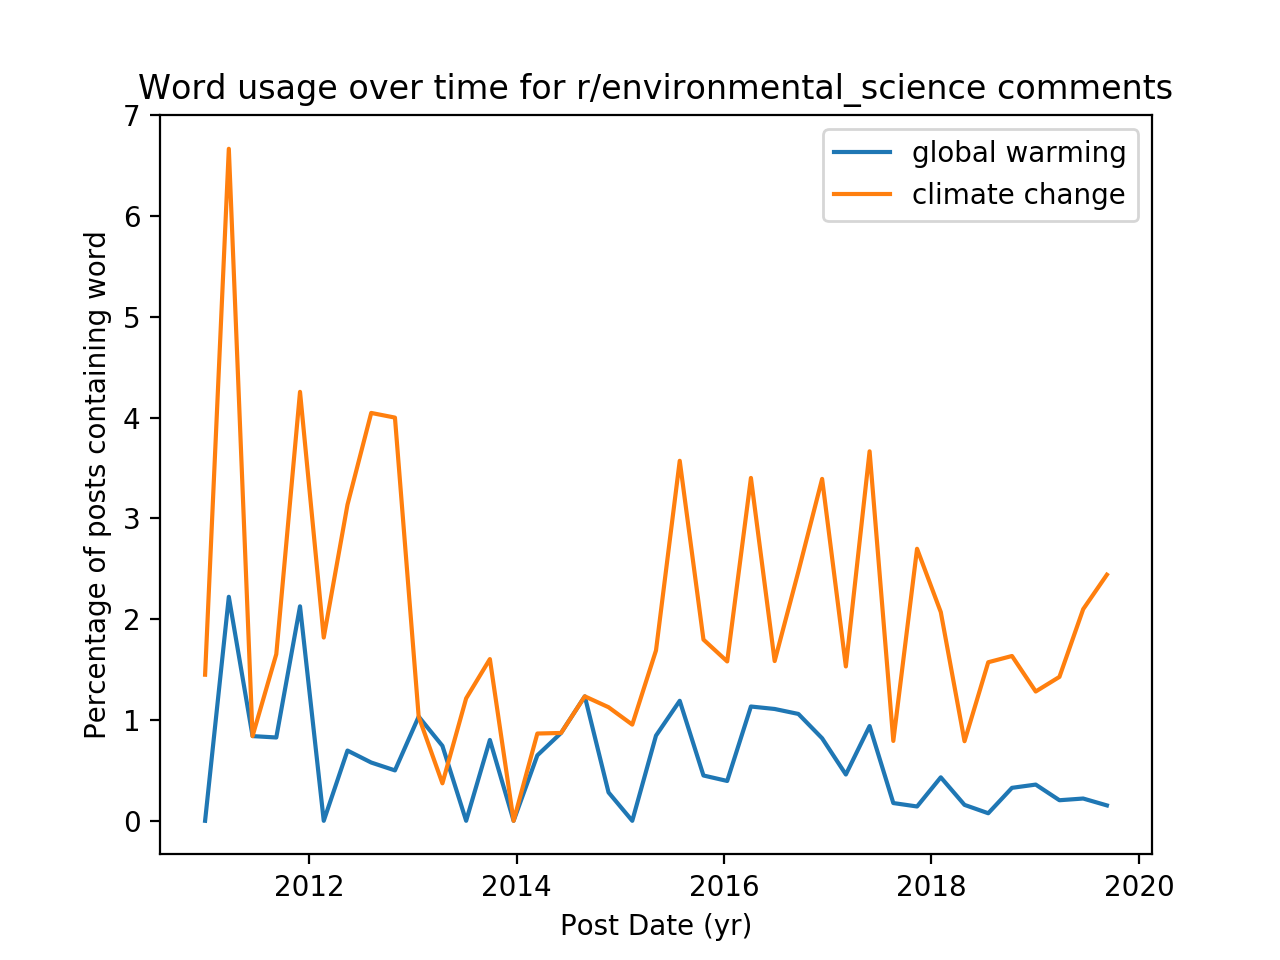 Word usage over time for r/environmental_science comments
global warming
climate change
Percentage of posts containing word
7
6
5
4
3
2
1
0
2012 2014 2016 2018 2020
Post Date (yr)